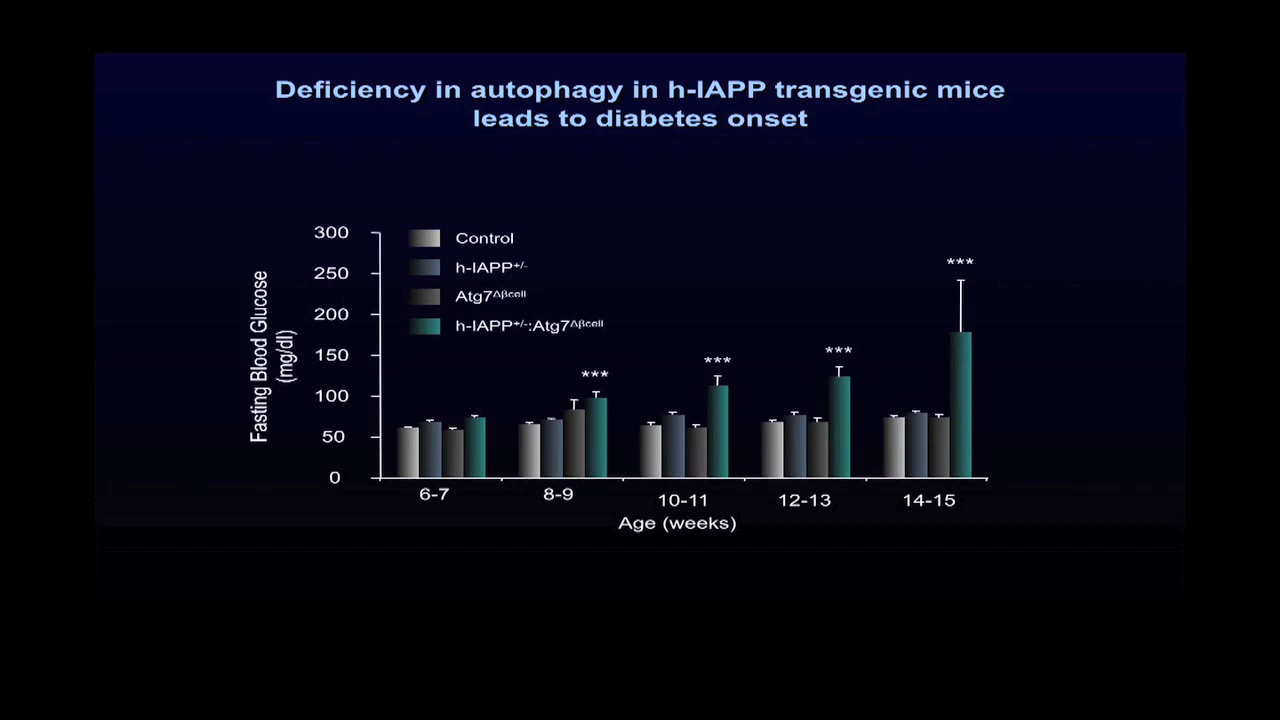 Deficiency in autophagy in h-IAPP transgenic mice
leads to diabetes onset
Fasting Blood Glucose
(mg/dl)
300
250
200
150
100
50
0
Control
h-IAPP+/-
Atg7Δβcell
h-IAPP+/-:Atg7Δβcell
***
***
***
***
6-7
8-9
10-11
12-13
14-15
Age (weeks)